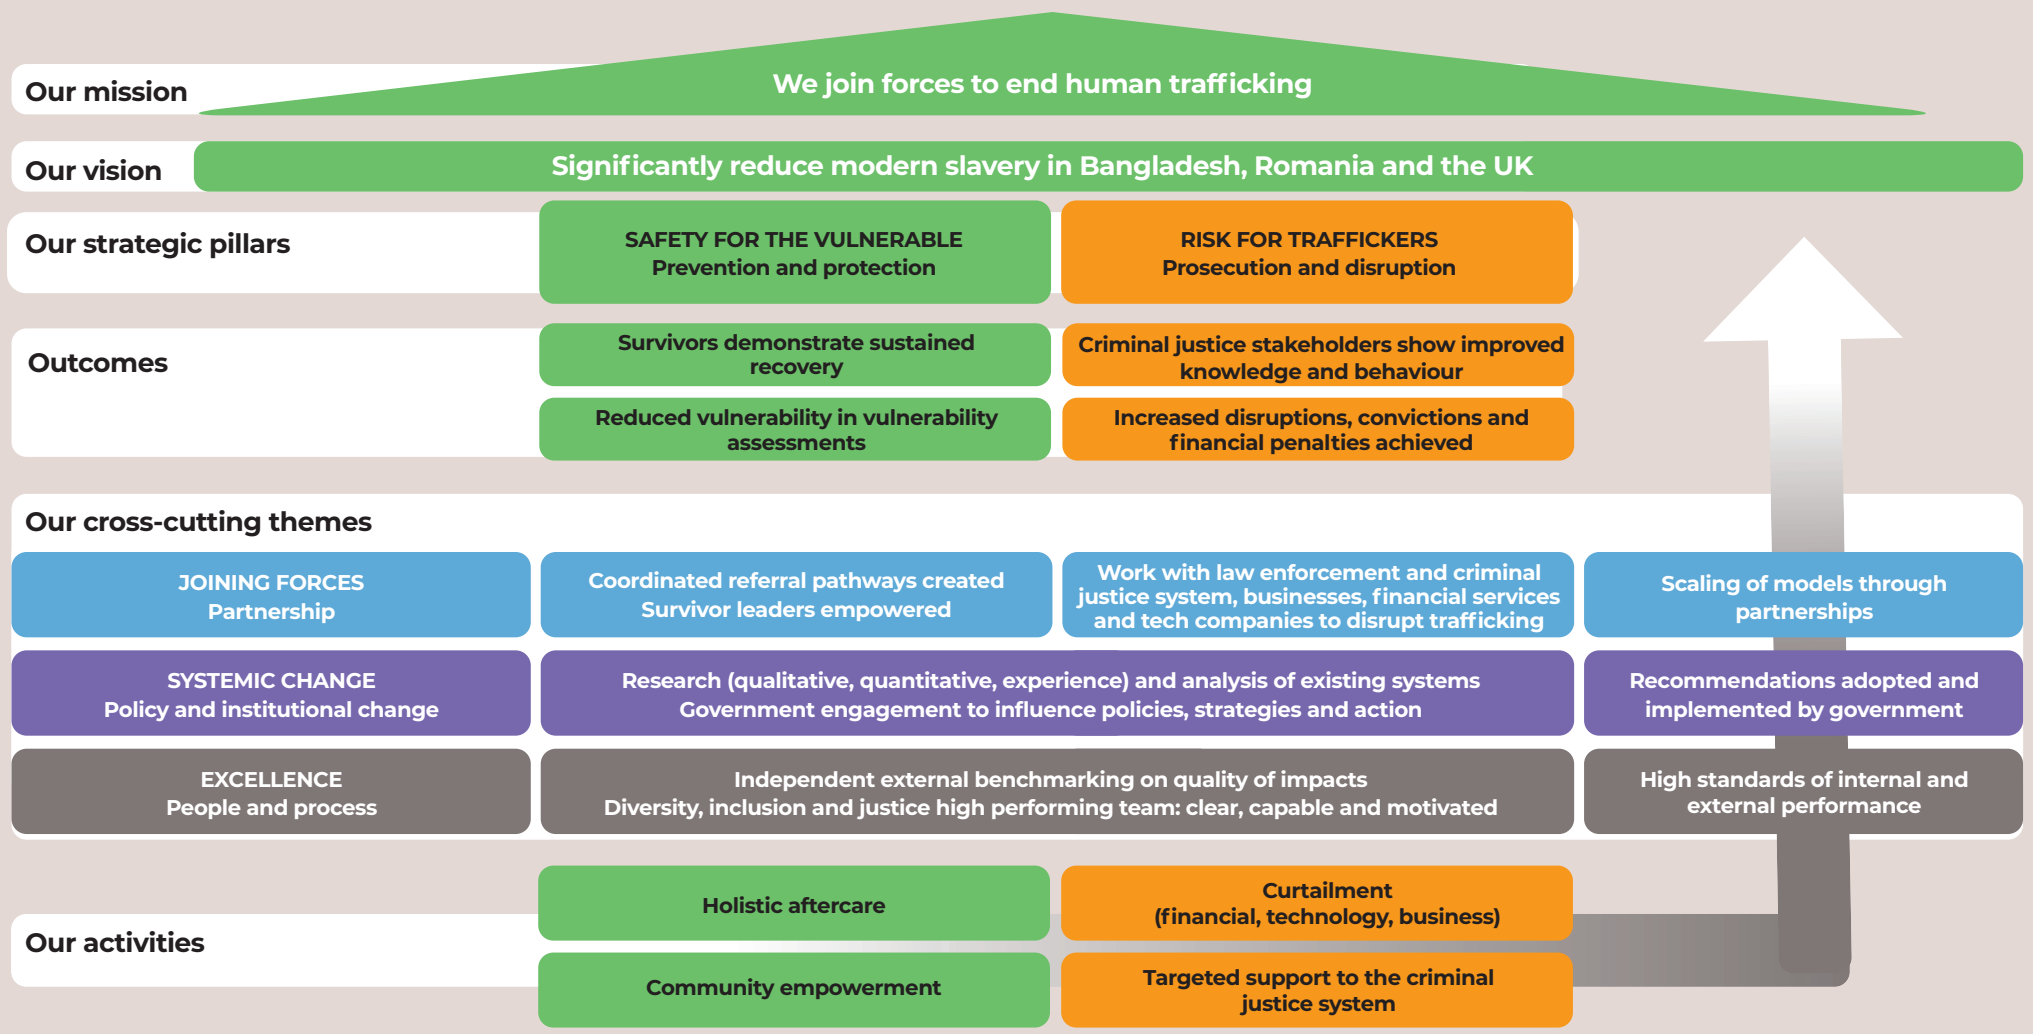 Our mission
We join forces to end human trafficking
Our vision
Significantly reduce modern slavery in Bangladesh, Romania and the UK
Our strategic pillars
SAFETY FOR THE VULNERABLE
Prevention and protection
RISK FOR TRAFFICKERS
Prosecution and disruption
Outcomes
Survivors demonstrate sustained
recovery
Criminal justice stakeholders show improved
knowledge and behaviour
Reduced vulnerability in vulnerability
assessments
Increased disruptions, convictions and
financial penalties achieved
Our cross-cutting themes
JOINING FORCES
Partnership
Coordinated referral pathways created
Survivor leaders empowered
Work with law enforcement and criminal
justice system, businesses, financial services
and tech companies to disrupt trafficking
Scaling of models through
partnerships
SYSTEMIC CHANGE
Policy and institutional change
Research (qualitative, quantitative, experience) and analysis of existing systems
Government engagement to influence policies, strategies and action
Recommendations adopted and
implemented by government
EXCELLENCE
People and process
Independent external benchmarking on quality of impacts
Diversity, inclusion and justice high performing team: clear, capable and motivated
High standards of internal and
external performance
Our activities
Holistic aftercare
Curtailment
(financial, technology, business)
Community empowerment
Targeted support to the criminal
justice system